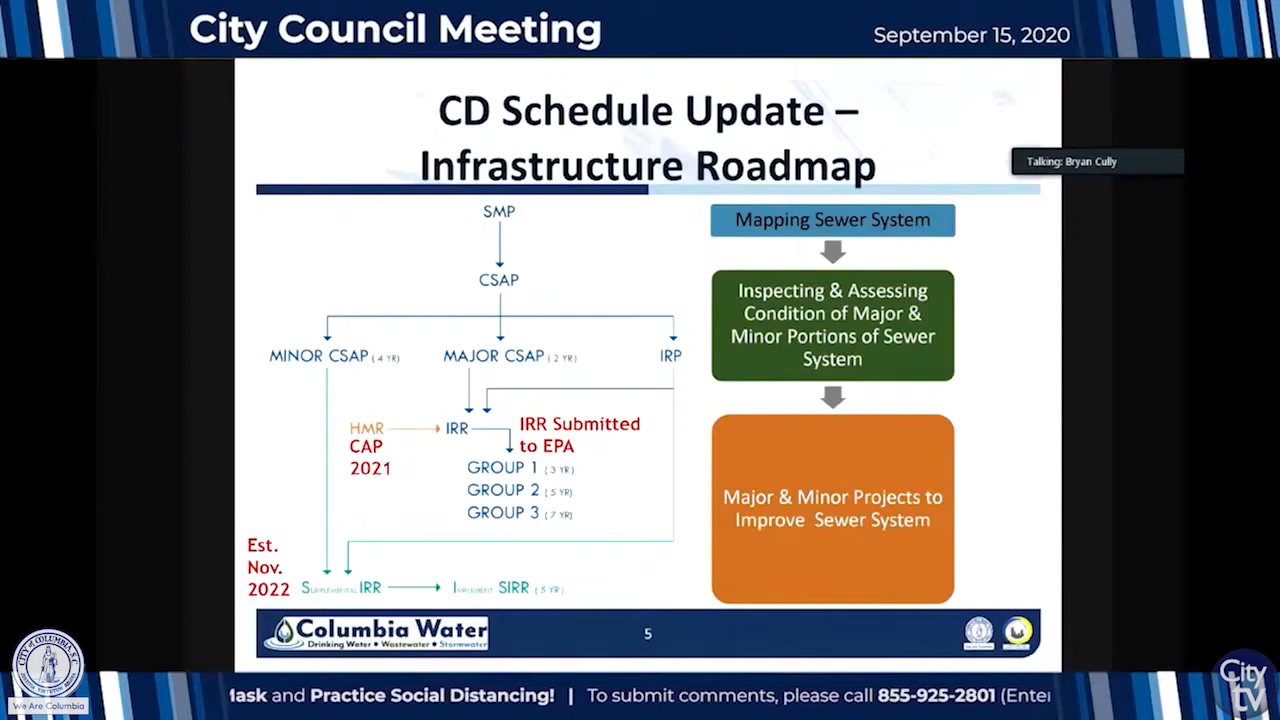 City Council Meeting
September 15, 2020
CD Schedule Update –
Infrastructure Roadmap
Talking: Bryan Cully
SMP
CSAP
MINOR CSAP (4 YR)
MAJOR CSAP (2 YR)
IRP
HMR
CAP
2021
IRR
IRR Submitted
to EPA
GROUP 1 (3 YR)
GROUP 2 (5 YR)
GROUP 3 (7 YR)
Est.
Nov.
2022
SUPPLEMENTAL IRR
IMPLEMENT SIRR (5 YR)
Mapping Sewer System
Inspecting & Assessing
Condition of Major &
Minor Portions of Sewer
System
Major & Minor Projects to
Improve Sewer System
Columbia Water
Drinking Water • Wastewater • Stormwater
5
We Are Columbia
Mask and Practice Social Distancing! | To submit comments, please call 855-925-2801 (Enter
City
tv